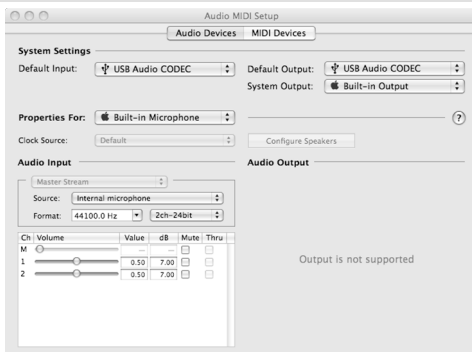 Audio MIDI Setup
Audio Devices MIDI Devices
System Settings
Default Input: USB Audio CODEC
Default Output: USB Audio CODEC
System Output: Built-in Output
Properties For: Built-in Microphone
?
Clock Source: Default
Configure Speakers
Audio Input
Audio Output
Master Stream
Source: Internal microphone
Format: 44100.0 Hz 2ch-24bit
Ch Volume Value dB Mute Thru
M — —
1 0.50 7.00
2 0.50 7.00
Output is not supported